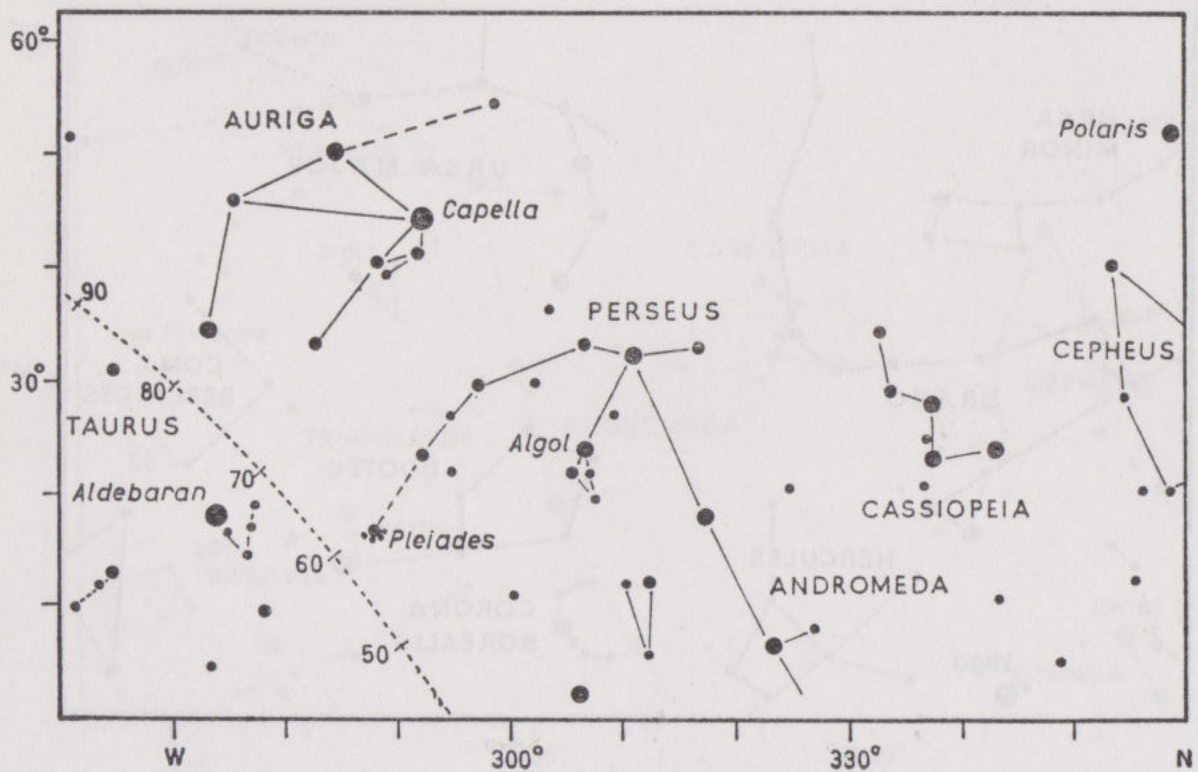 60°
AURIGA
Polaris
Capella
90
PERSEUS
CEPHEUS
30°
80
TAURUS
Algol
70
Aldebaran
CASSIOPEIA
Pleiades
60
ANDROMEDA
50
W
300°
330°
N